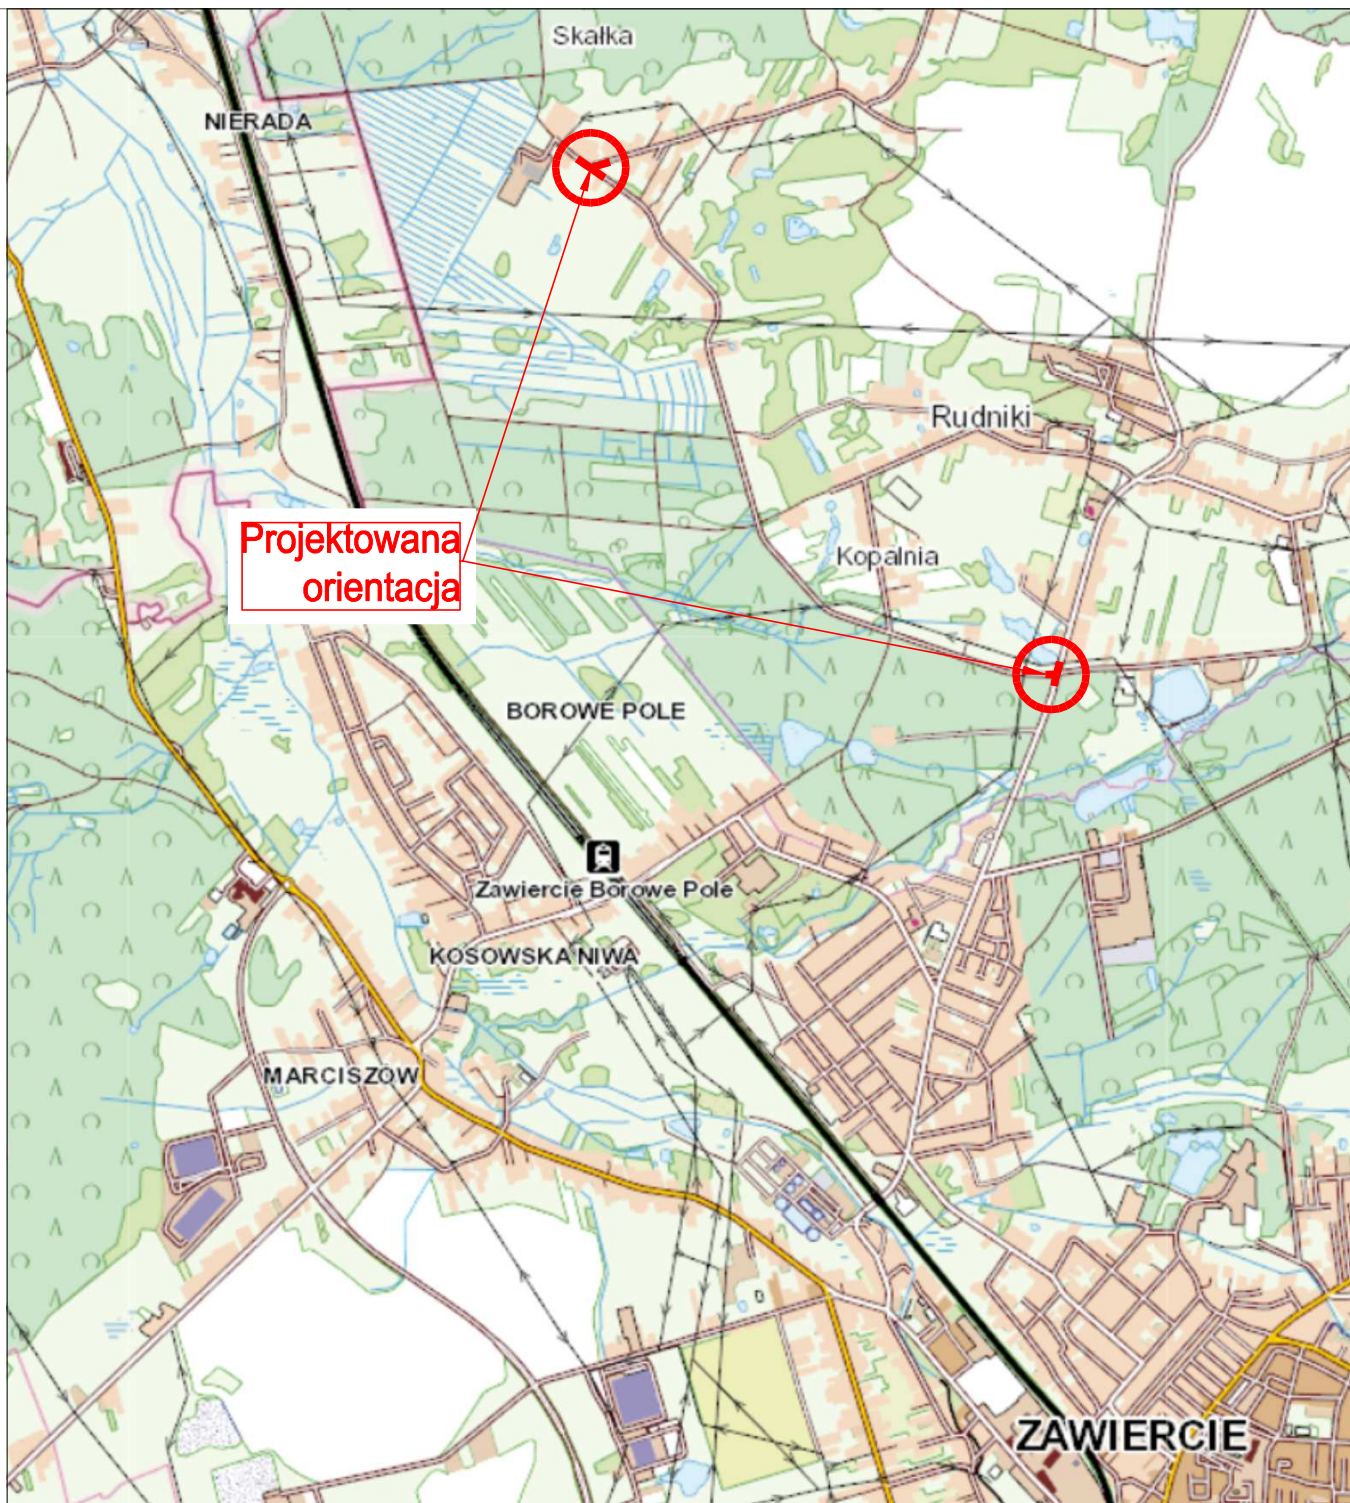 Skałka
NIERADA
Rudniki
Projektowana
orientacja
Kopalnia
BOROWE POLE
Zawiercie Borowe Pole
KOSOWSKA NIWA
MARCISZÓW
ZAWIERCIE